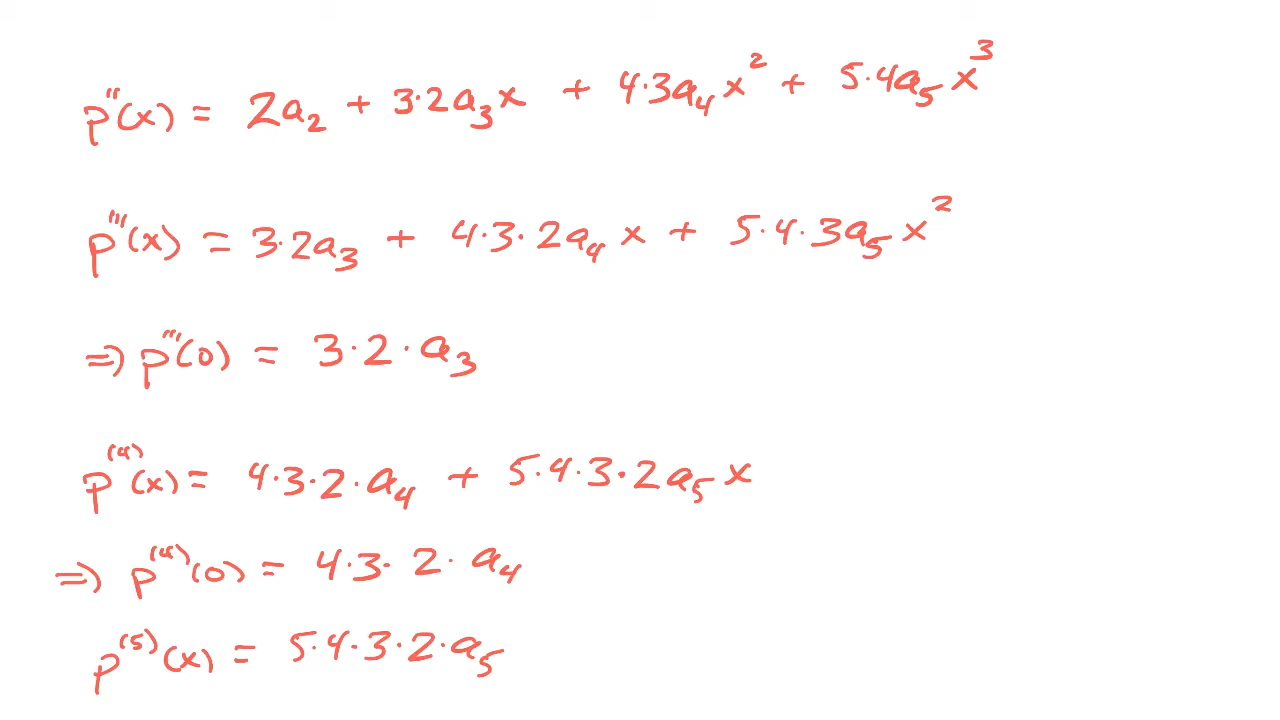 p''(x) = 2a₂ + 3·2a₃x + 4·3a₄x² + 5·4a₅x³
p'''(x) = 3·2a₃ + 4·3·2a₄x + 5·4·3a₅x²
⇒ p'''(0) = 3·2·a₃
p⁽⁴⁾(x) = 4·3·2·a₄ + 5·4·3·2a₅x
⇒ p⁽⁴⁾(0) = 4·3·2·a₄
p⁽⁵⁾(x) = 5·4·3·2·a₅